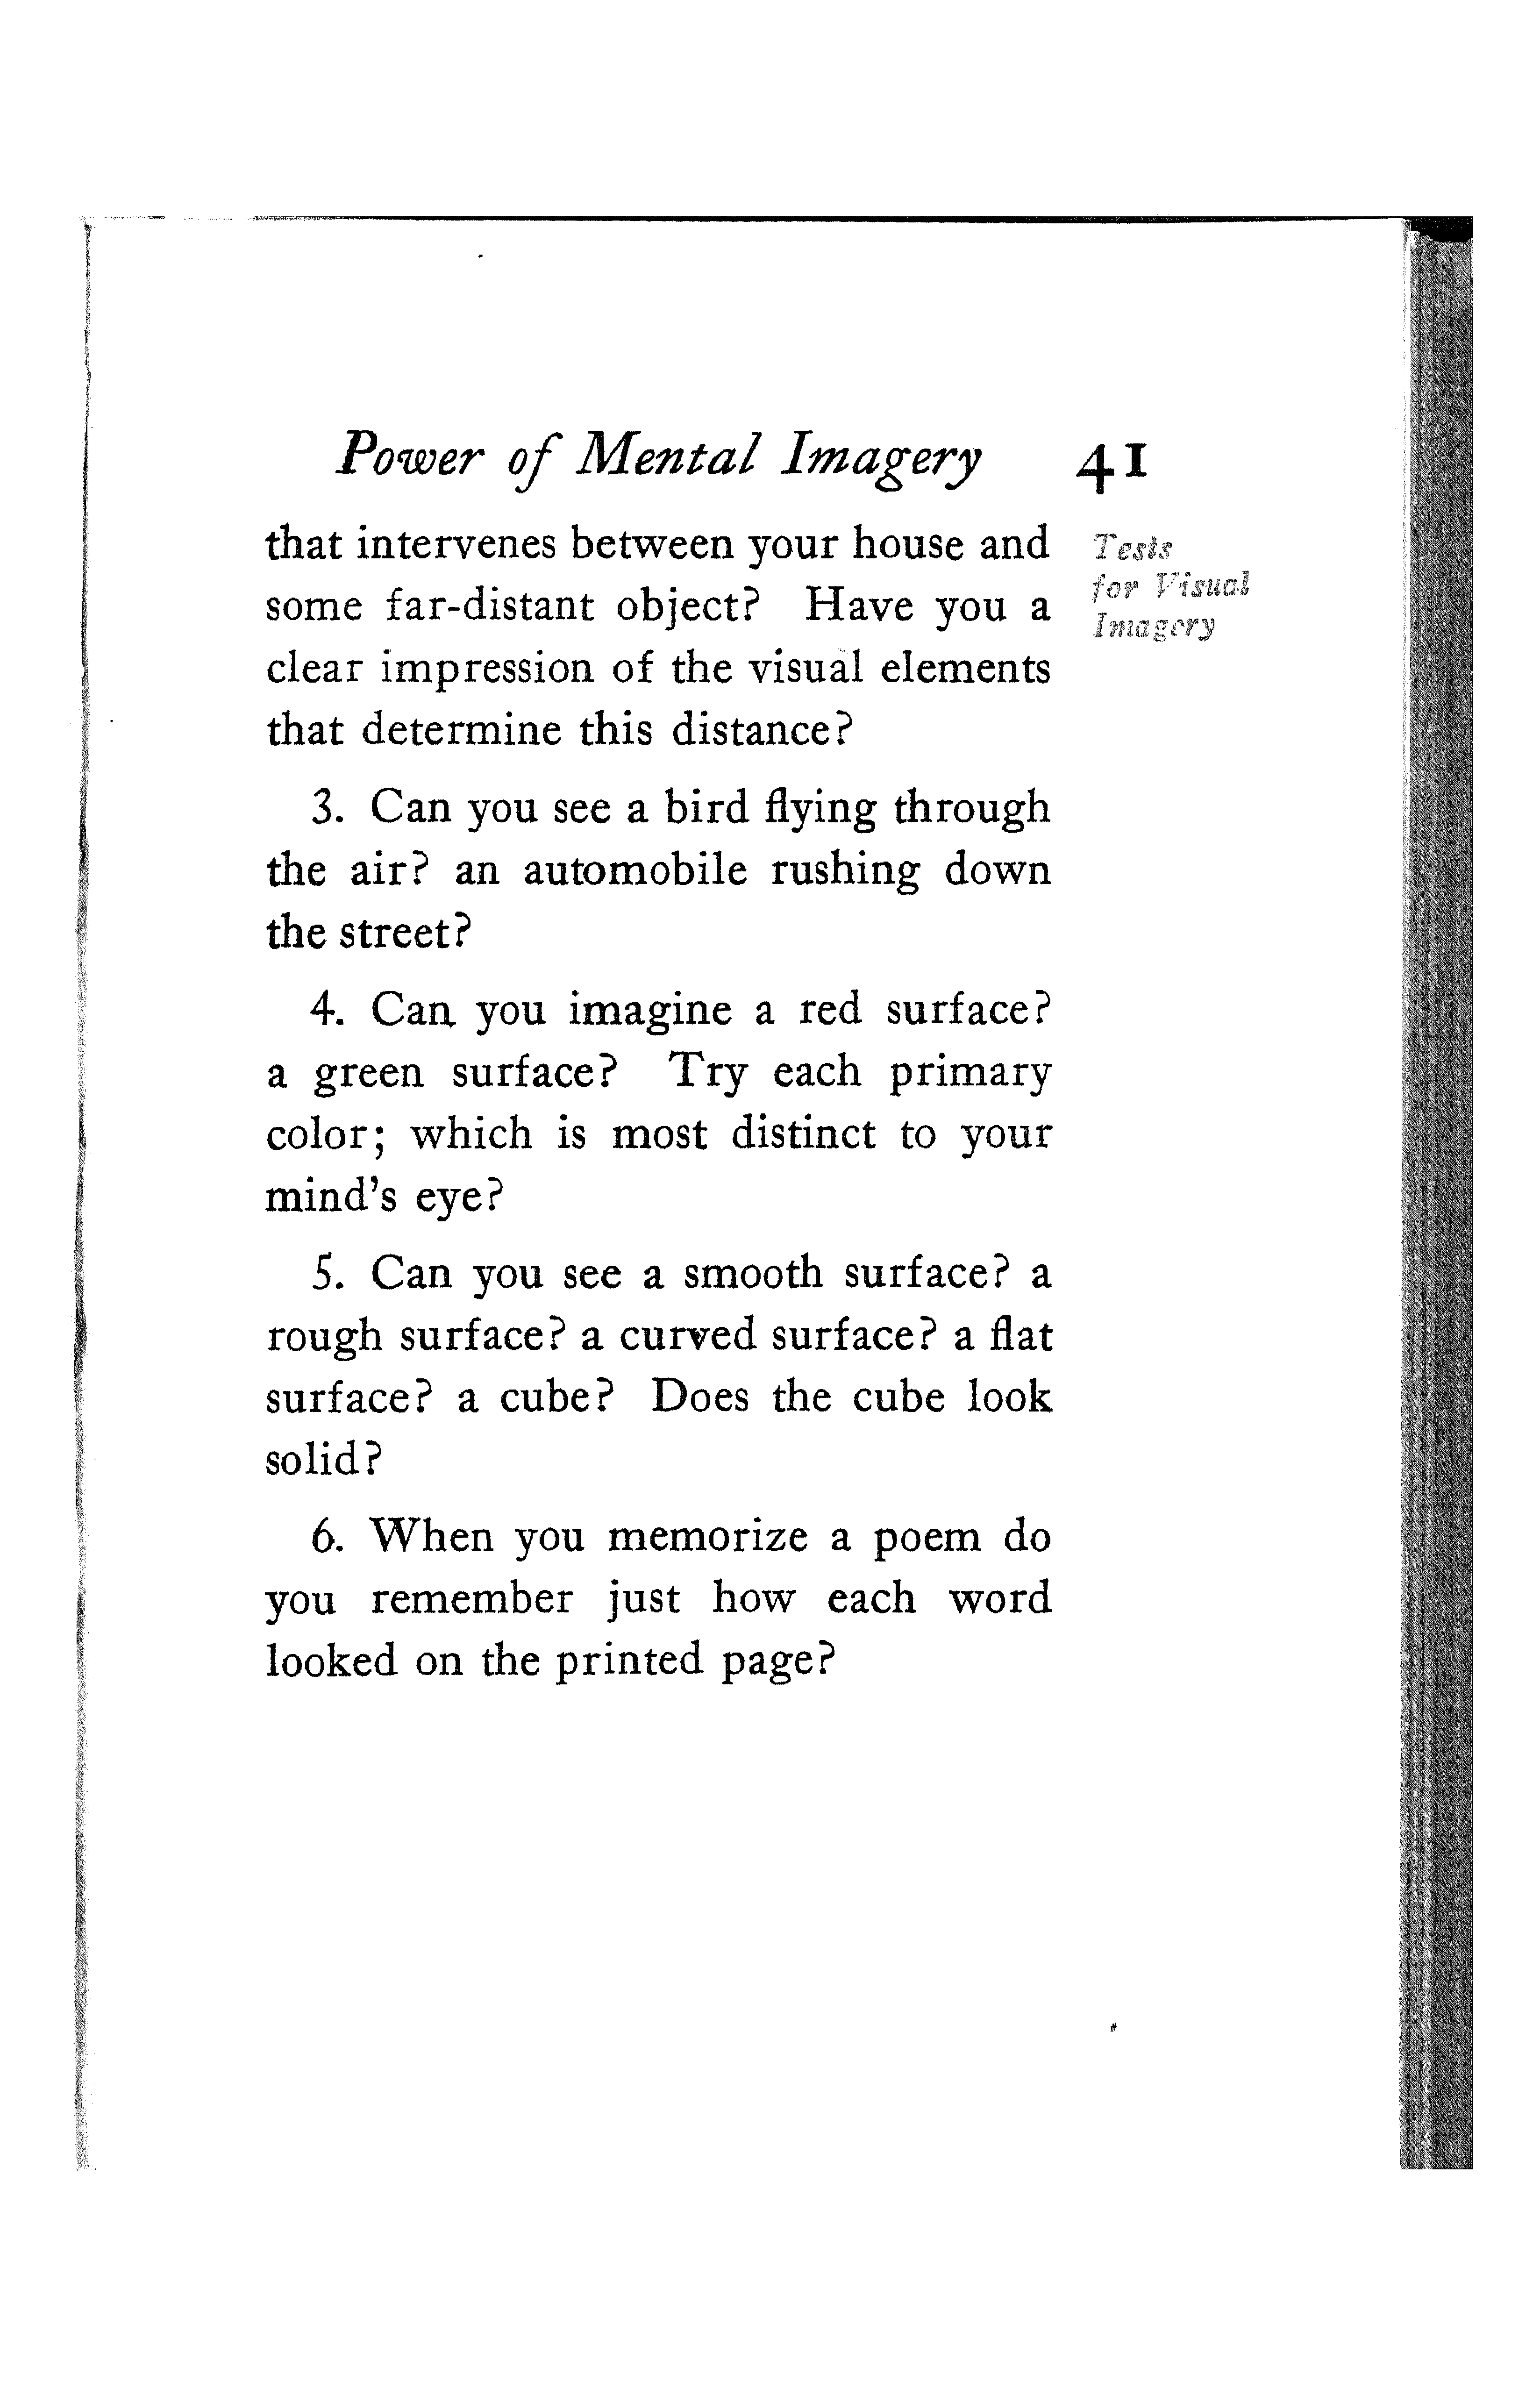 Power of Mental Imagery 41
that intervenes between your house and
some far-distant object? Have you a
clear impression of the visual elements
that determine this distance?
Tests
for Visual
Imagery
3. Can you see a bird flying through
the air? an automobile rushing down
the street?
4. Can you imagine a red surface?
a green surface? Try each primary
color; which is most distinct to your
mind's eye?
5. Can you see a smooth surface? a
rough surface? a curved surface? a flat
surface? a cube? Does the cube look
solid?
6. When you memorize a poem do
you remember just how each word
looked on the printed page?